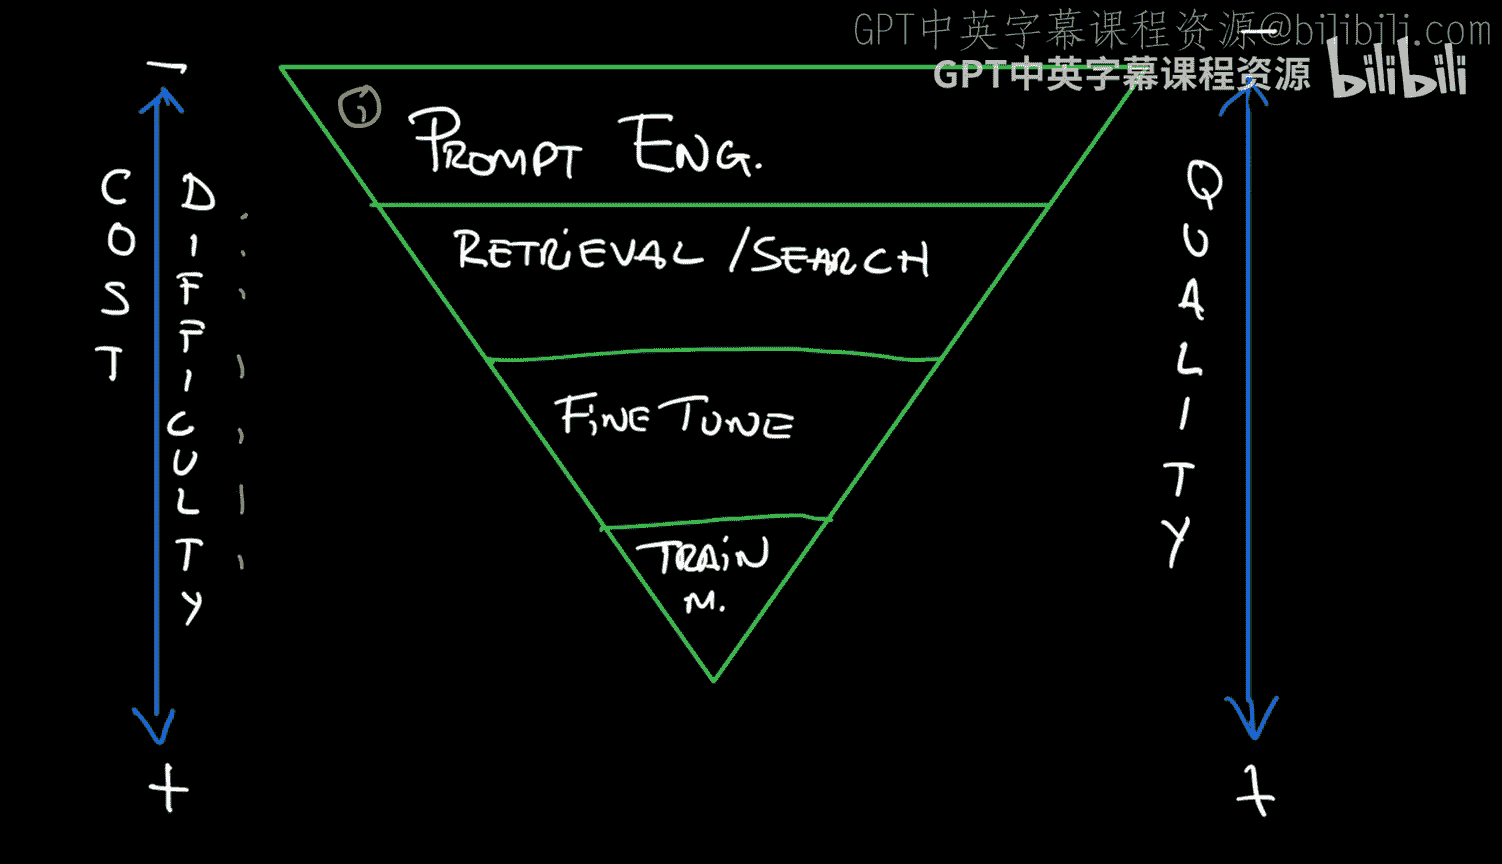 GPT中英字幕课程资源@bilibili.com
GPT中英字幕课程资源 bilibili
PROMPT ENG.
RETRIEVAL / SEARCH
FINE TUNE
TRAIN
M.
COST
DIFFICULTY
QUALITY
-
+
-
+